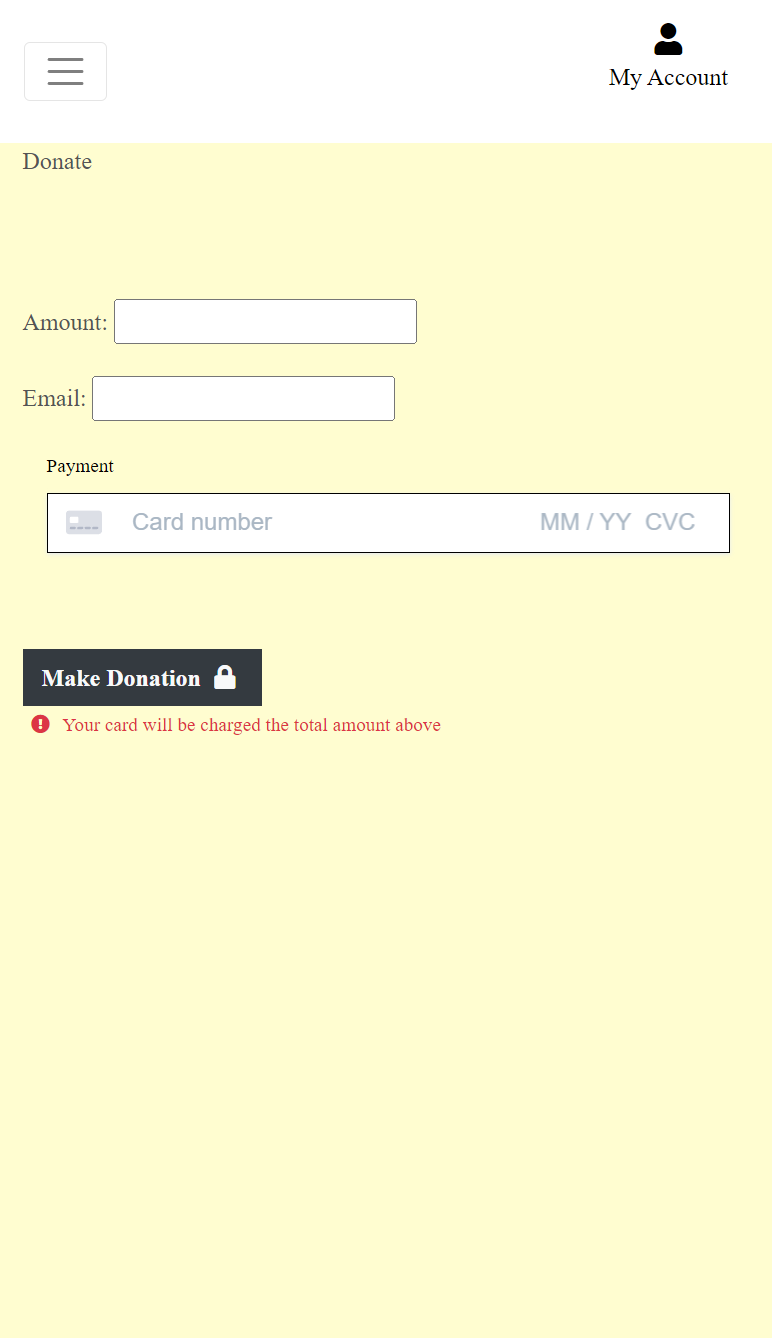 My Account
Donate
Amount:
Email:
Payment
Card number MM / YY CVC
Make Donation
Your card will be charged the total amount above